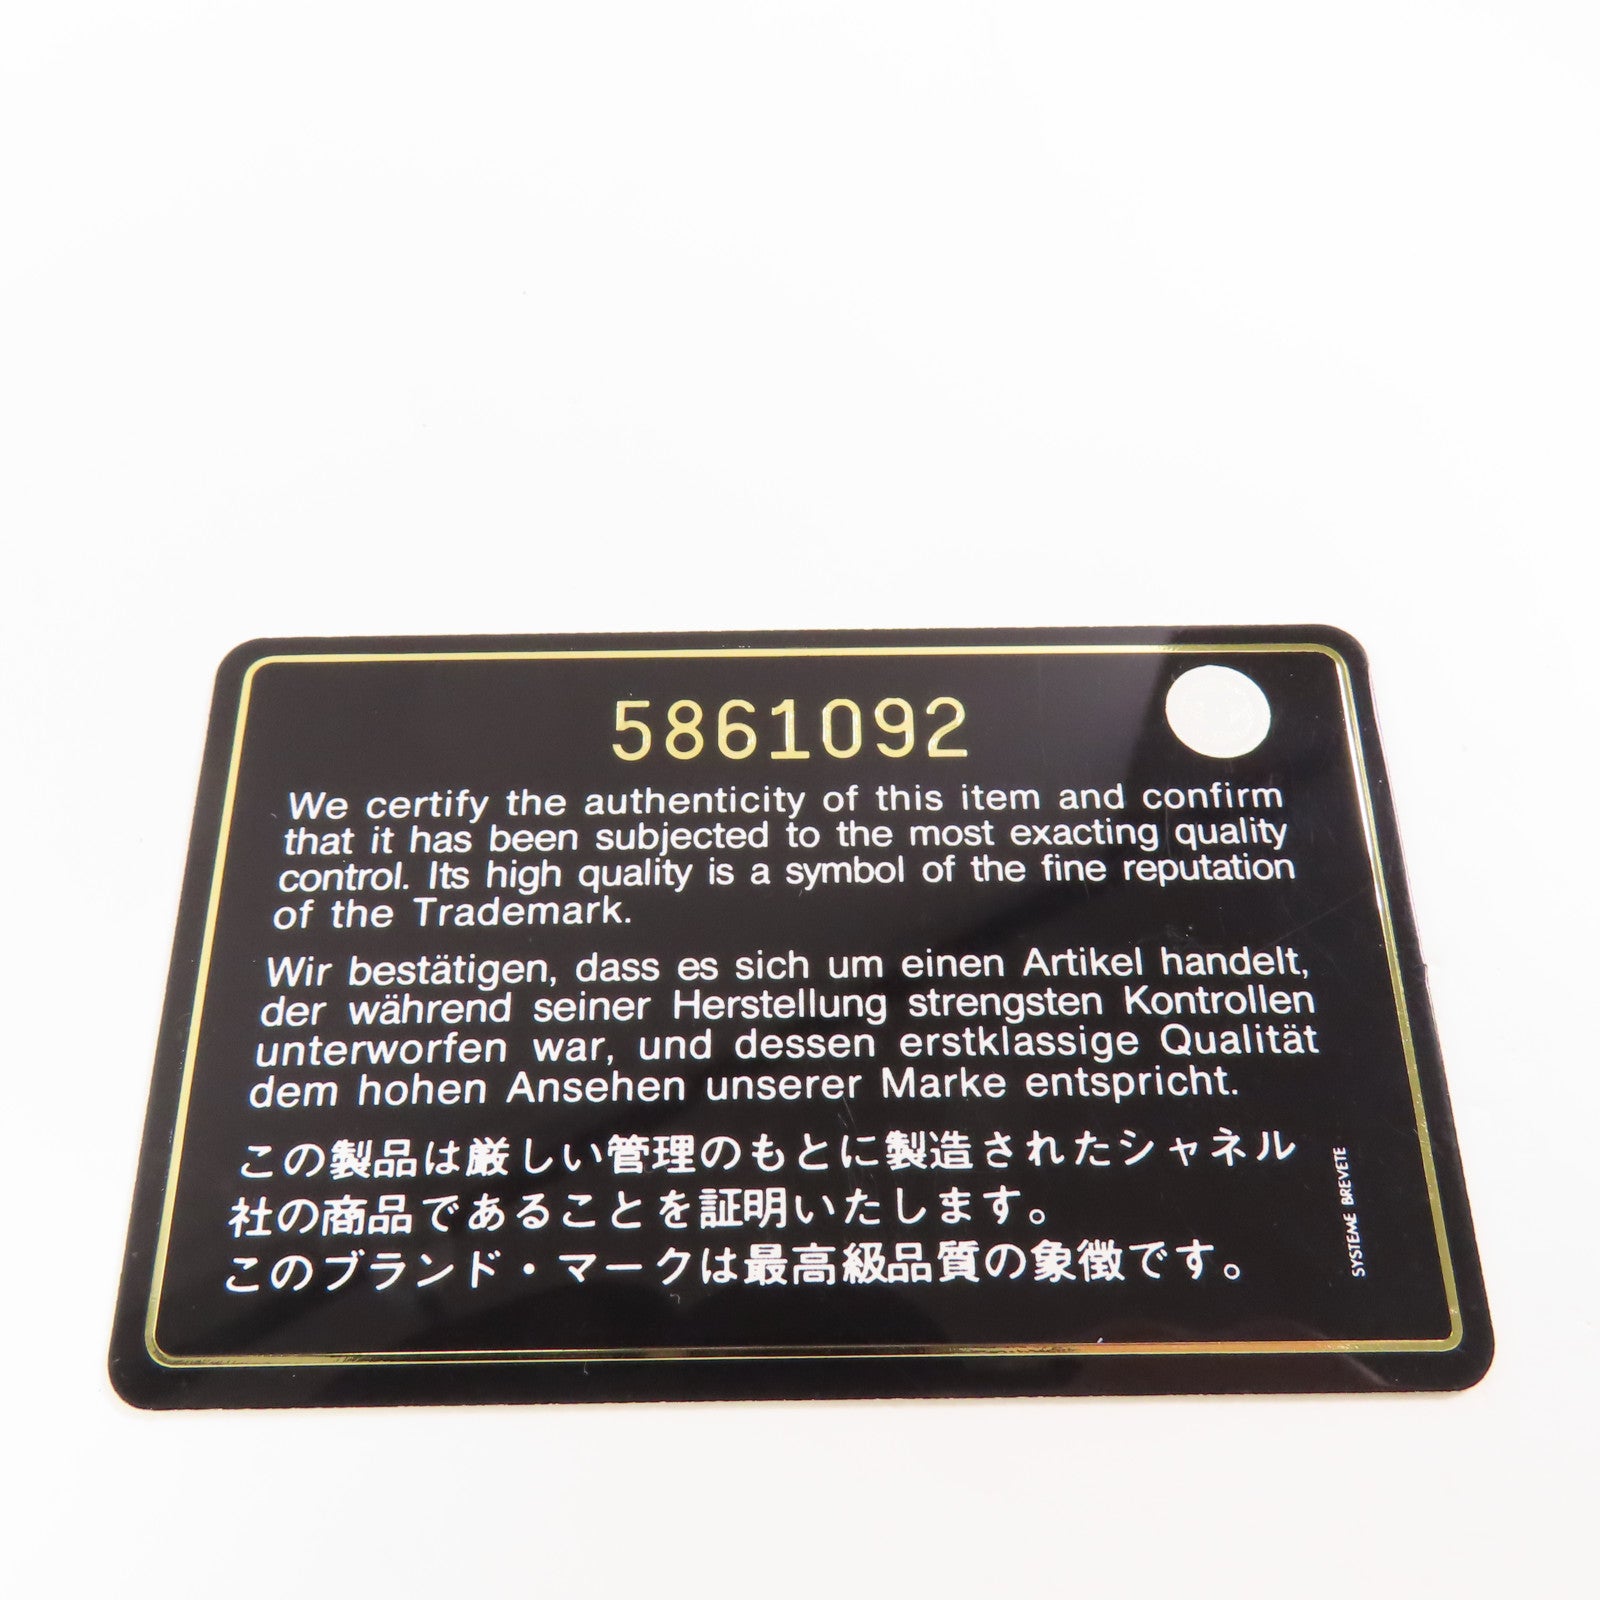 5861092
We certify the authenticity of this item and confirm
that it has been subjected to the most exacting quality
control. Its high quality is a symbol of the fine reputation
of the Trademark.
Wir bestätigen, dass es sich um einen Artikel handelt,
der während seiner Herstellung strengsten Kontrollen
unterworfen war, und dessen erstklassige Qualität
dem hohen Ansehen unserer Marke entspricht.
この製品は厳しい管理のもとに製造されたシャネル
社の商品であることを証明いたします。
このブランド・マークは最高級品質の象徴です。
SYSTEME BREVETE